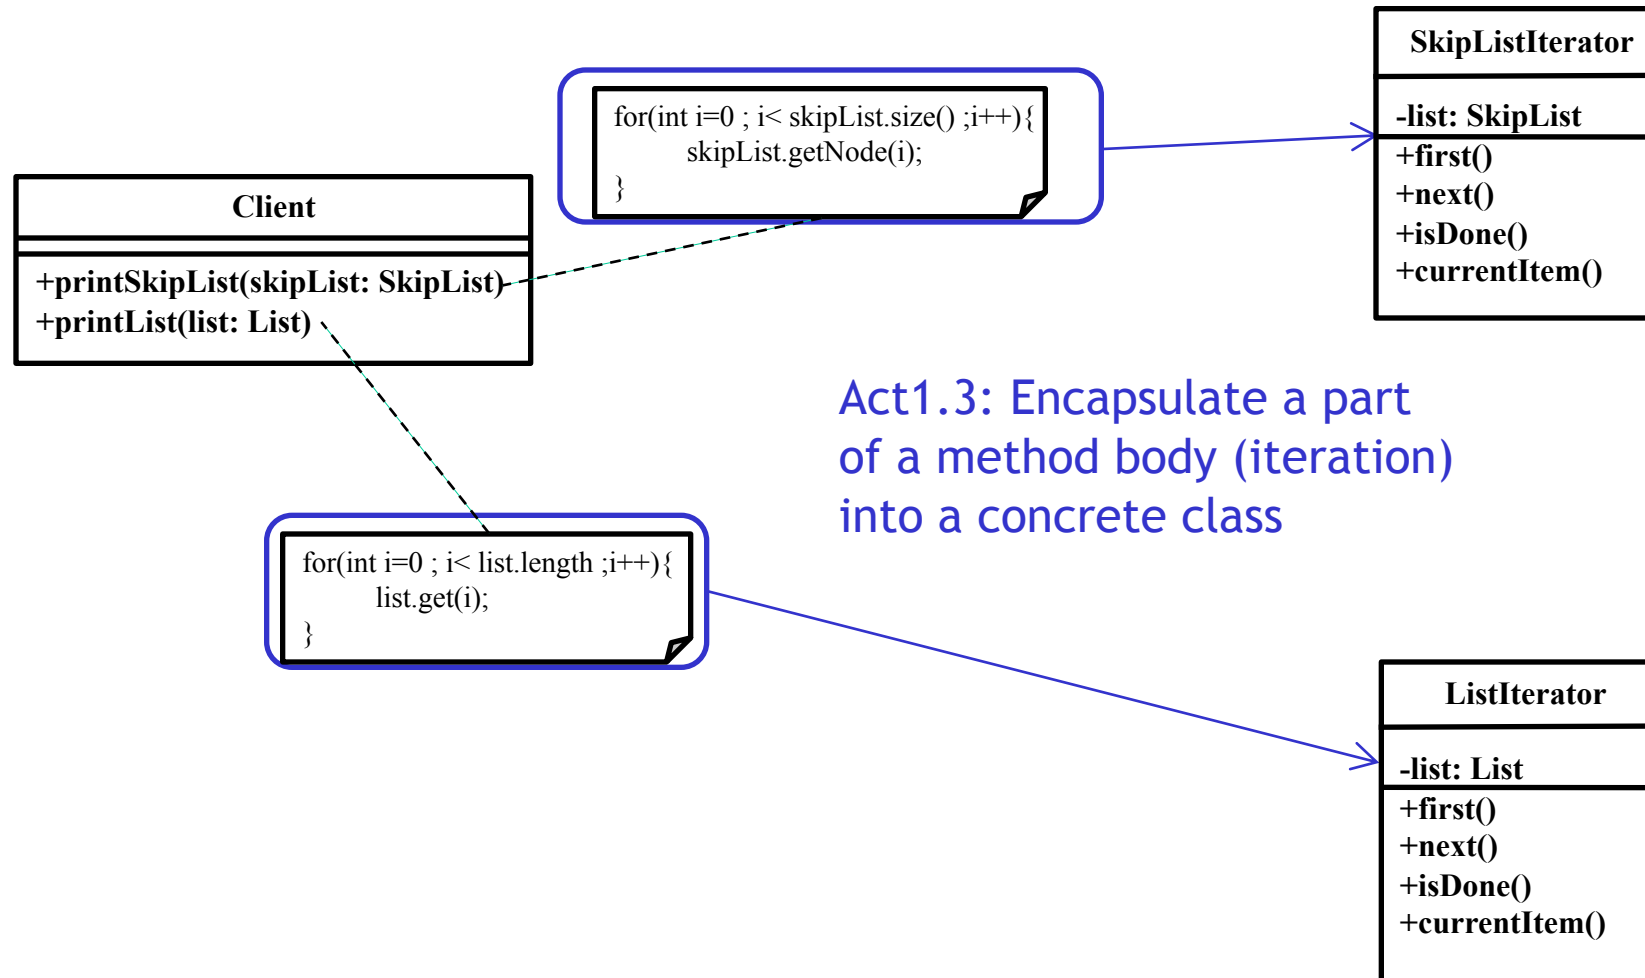 SkipListIterator
-list: SkipList
+first()
+next()
+isDone()
+currentItem()
for(int i=0 ; i< skipList.size() ;i++){
skipList.getNode(i);
}
Client
+printSkipList(skipList: SkipList)
+printList(list: List)
Act1.3: Encapsulate a part
of a method body (iteration)
into a concrete class
for(int i=0 ; i< list.length ;i++){
list.get(i);
}
ListIterator
-list: List
+first()
+next()
+isDone()
+currentItem()